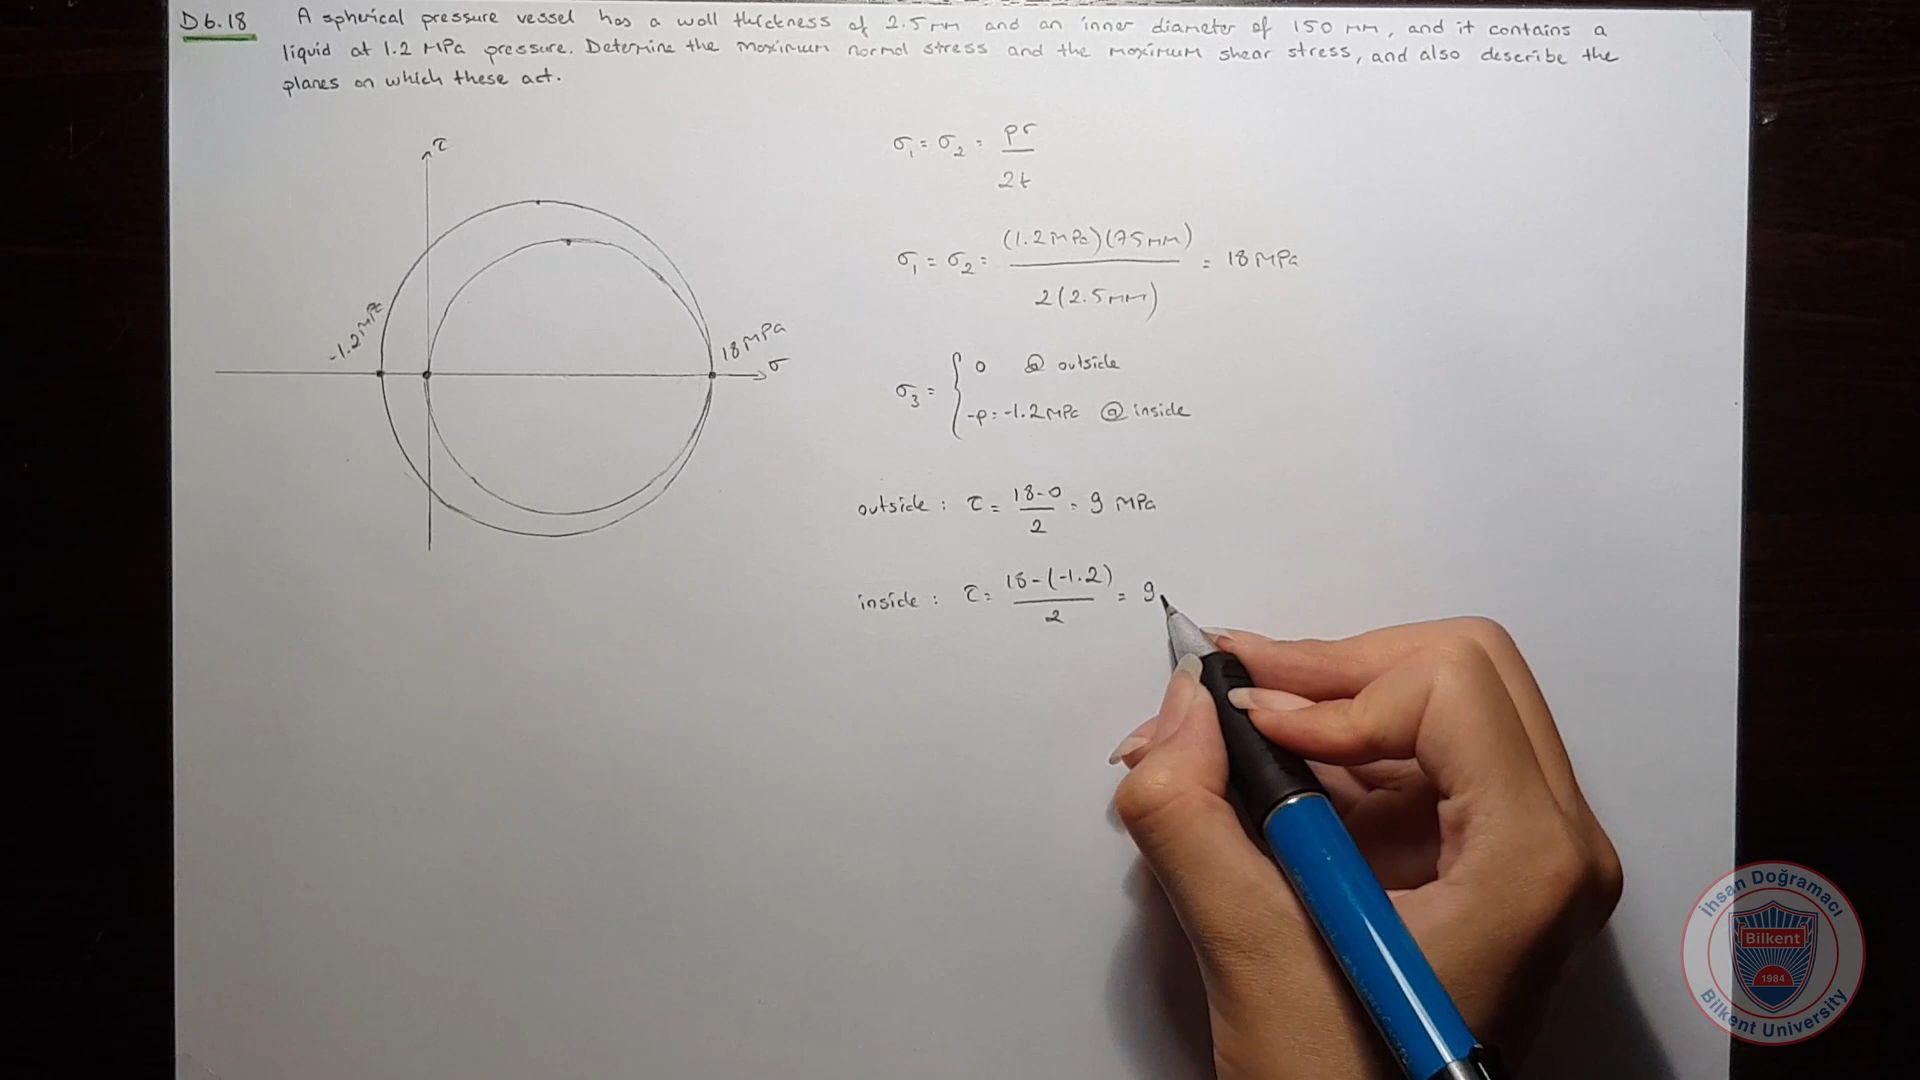 D6.18 A spherical pressure vessel has a wall thickness of 2.5 mm and an inner diameter of 150 mm, and it contains a
liquid at 1.2 MPa pressure. Determine the maximum normal stress and the maximum shear stress, and also describe the
planes on which these act.
τ
-1.2 MPa
18 MPa
σ
σ₁ = σ₂ = pr / 2t
σ₁ = σ₂ = (1.2 MPa)(75 mm) / 2(2.5 mm) = 18 MPa
σ₃ = { 0 @ outside
-p = -1.2 MPa @ inside
outside : τ = 18-0 / 2 = 9 MPa
inside : τ = 18-(-1.2) / 2 = 9.
İhsan Doğramacı
Bilkent
1984
Bilkent University